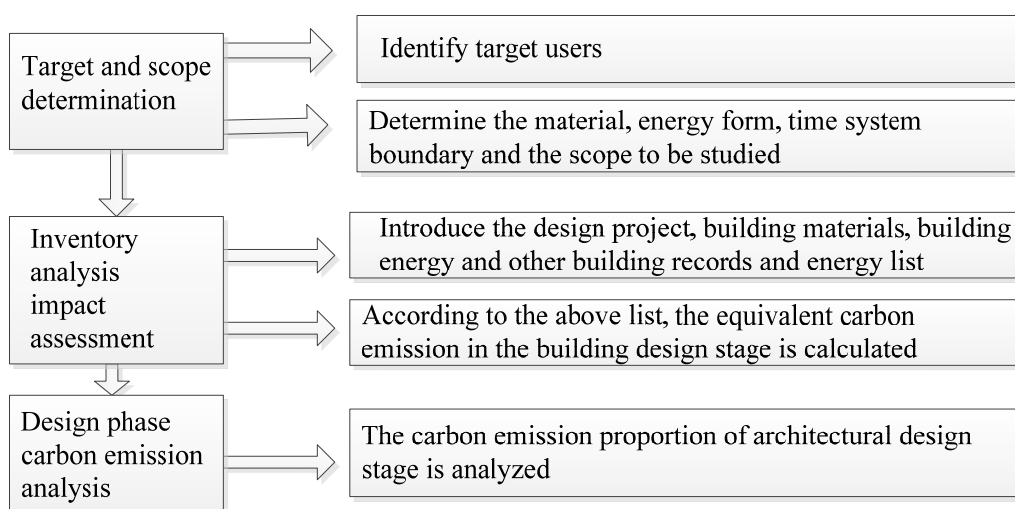 Target and scope
determination
Identify target users
Determine the material, energy form, time system
boundary and the scope to be studied
Inventory
analysis
impact
assessment
Introduce the design project, building materials, building
energy and other building records and energy list
According to the above list, the equivalent carbon
emission in the building design stage is calculated
Design phase
carbon emission
analysis
The carbon emission proportion of architectural design
stage is analyzed